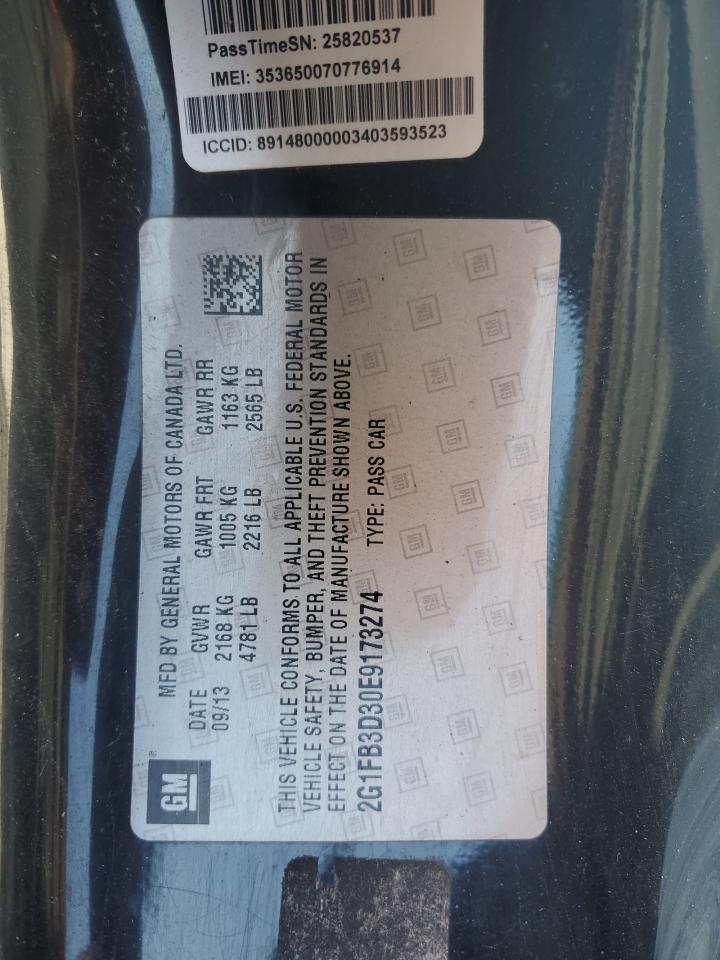 PassTimeSN: 25820537
IMEI: 353650070776914
ICCID: 89148000003403593523
GM
MFD BY GENERAL MOTORS OF CANADA LTD.
DATE GVWR GAWR FRT GAWR RR
09/13 2168 KG 1005 KG 1163 KG
4781 LB 2216 LB 2565 LB
THIS VEHICLE CONFORMS TO ALL APPLICABLE U.S. FEDERAL MOTOR
VEHICLE SAFETY, BUMPER, AND THEFT PREVENTION STANDARDS IN
EFFECT ON THE DATE OF MANUFACTURE SHOWN ABOVE.
2G1FB3D30E9173274 TYPE: PASS CAR